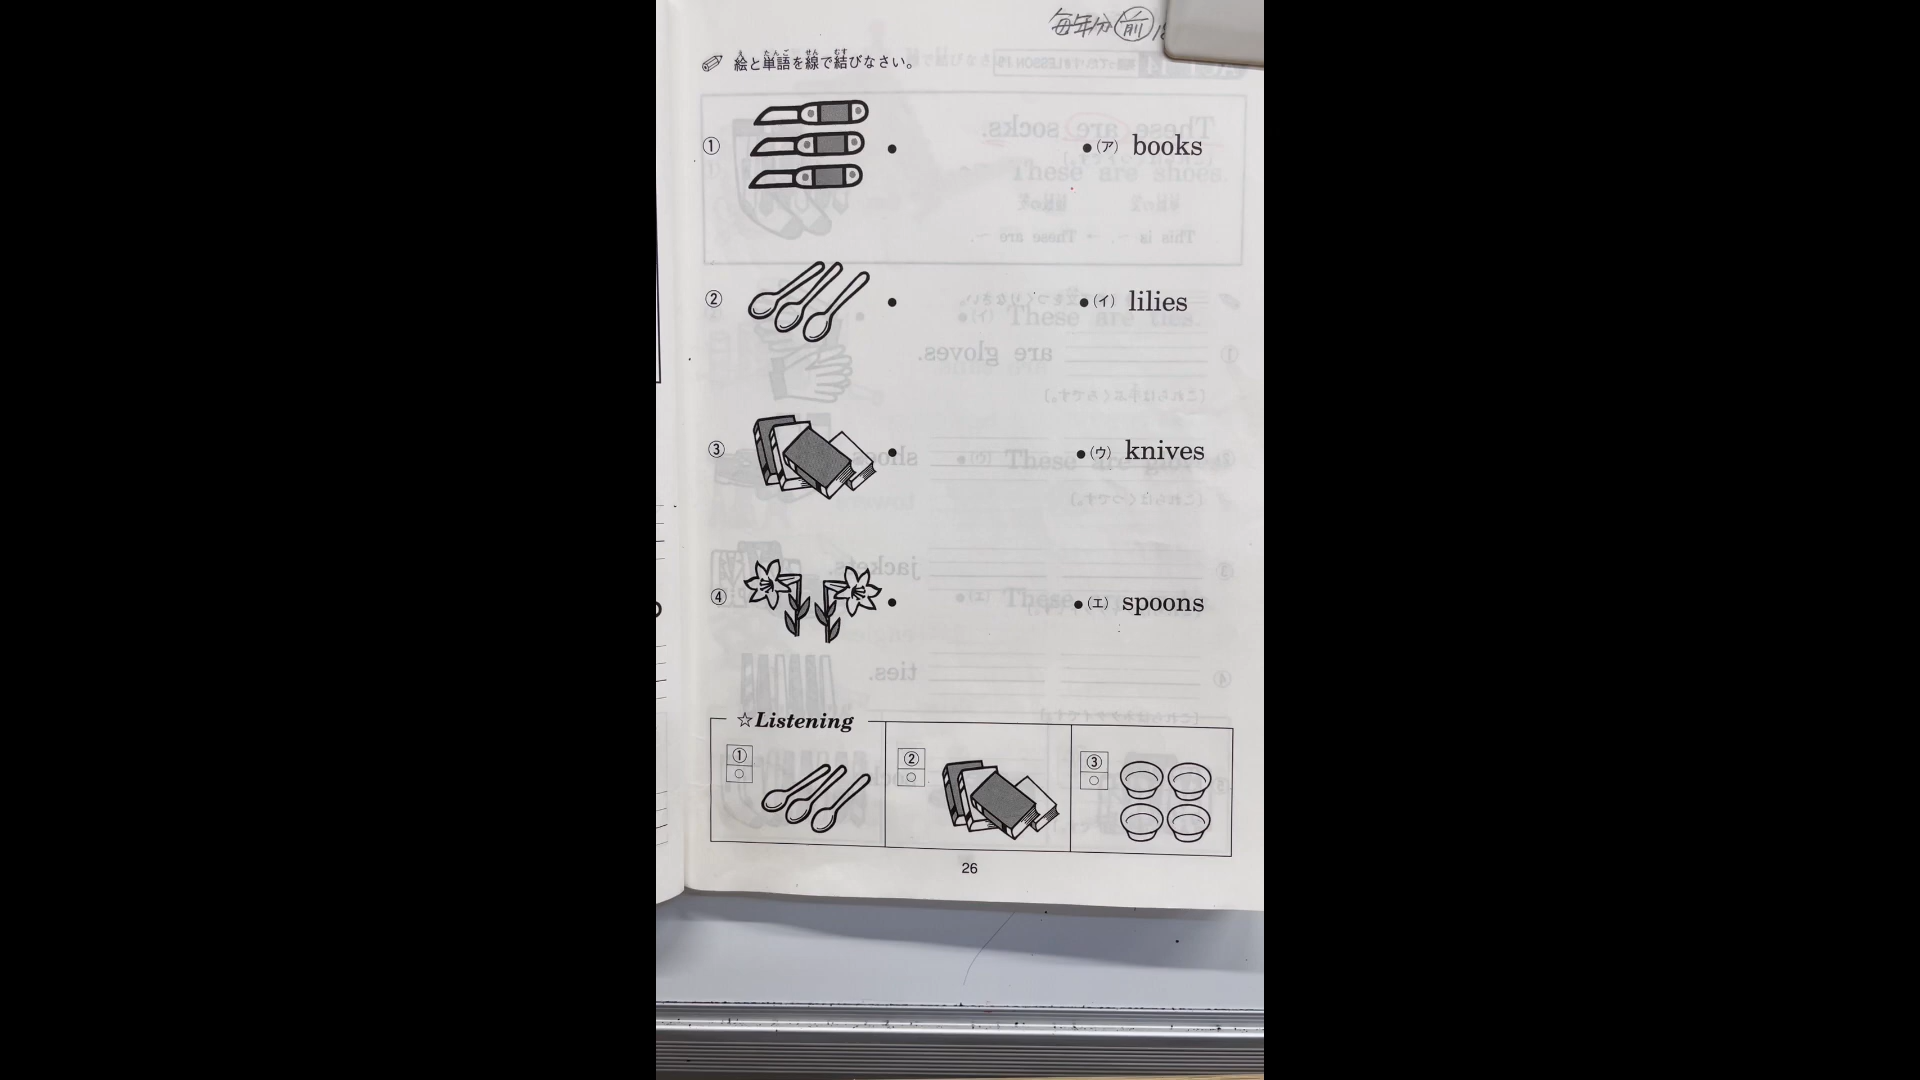 毎年分 前
絵と単語を線で結びなさい。
① (ア) books
② (イ) lilies
③ (ウ) knives
④ (エ) spoons
☆Listening
① ② ③
26